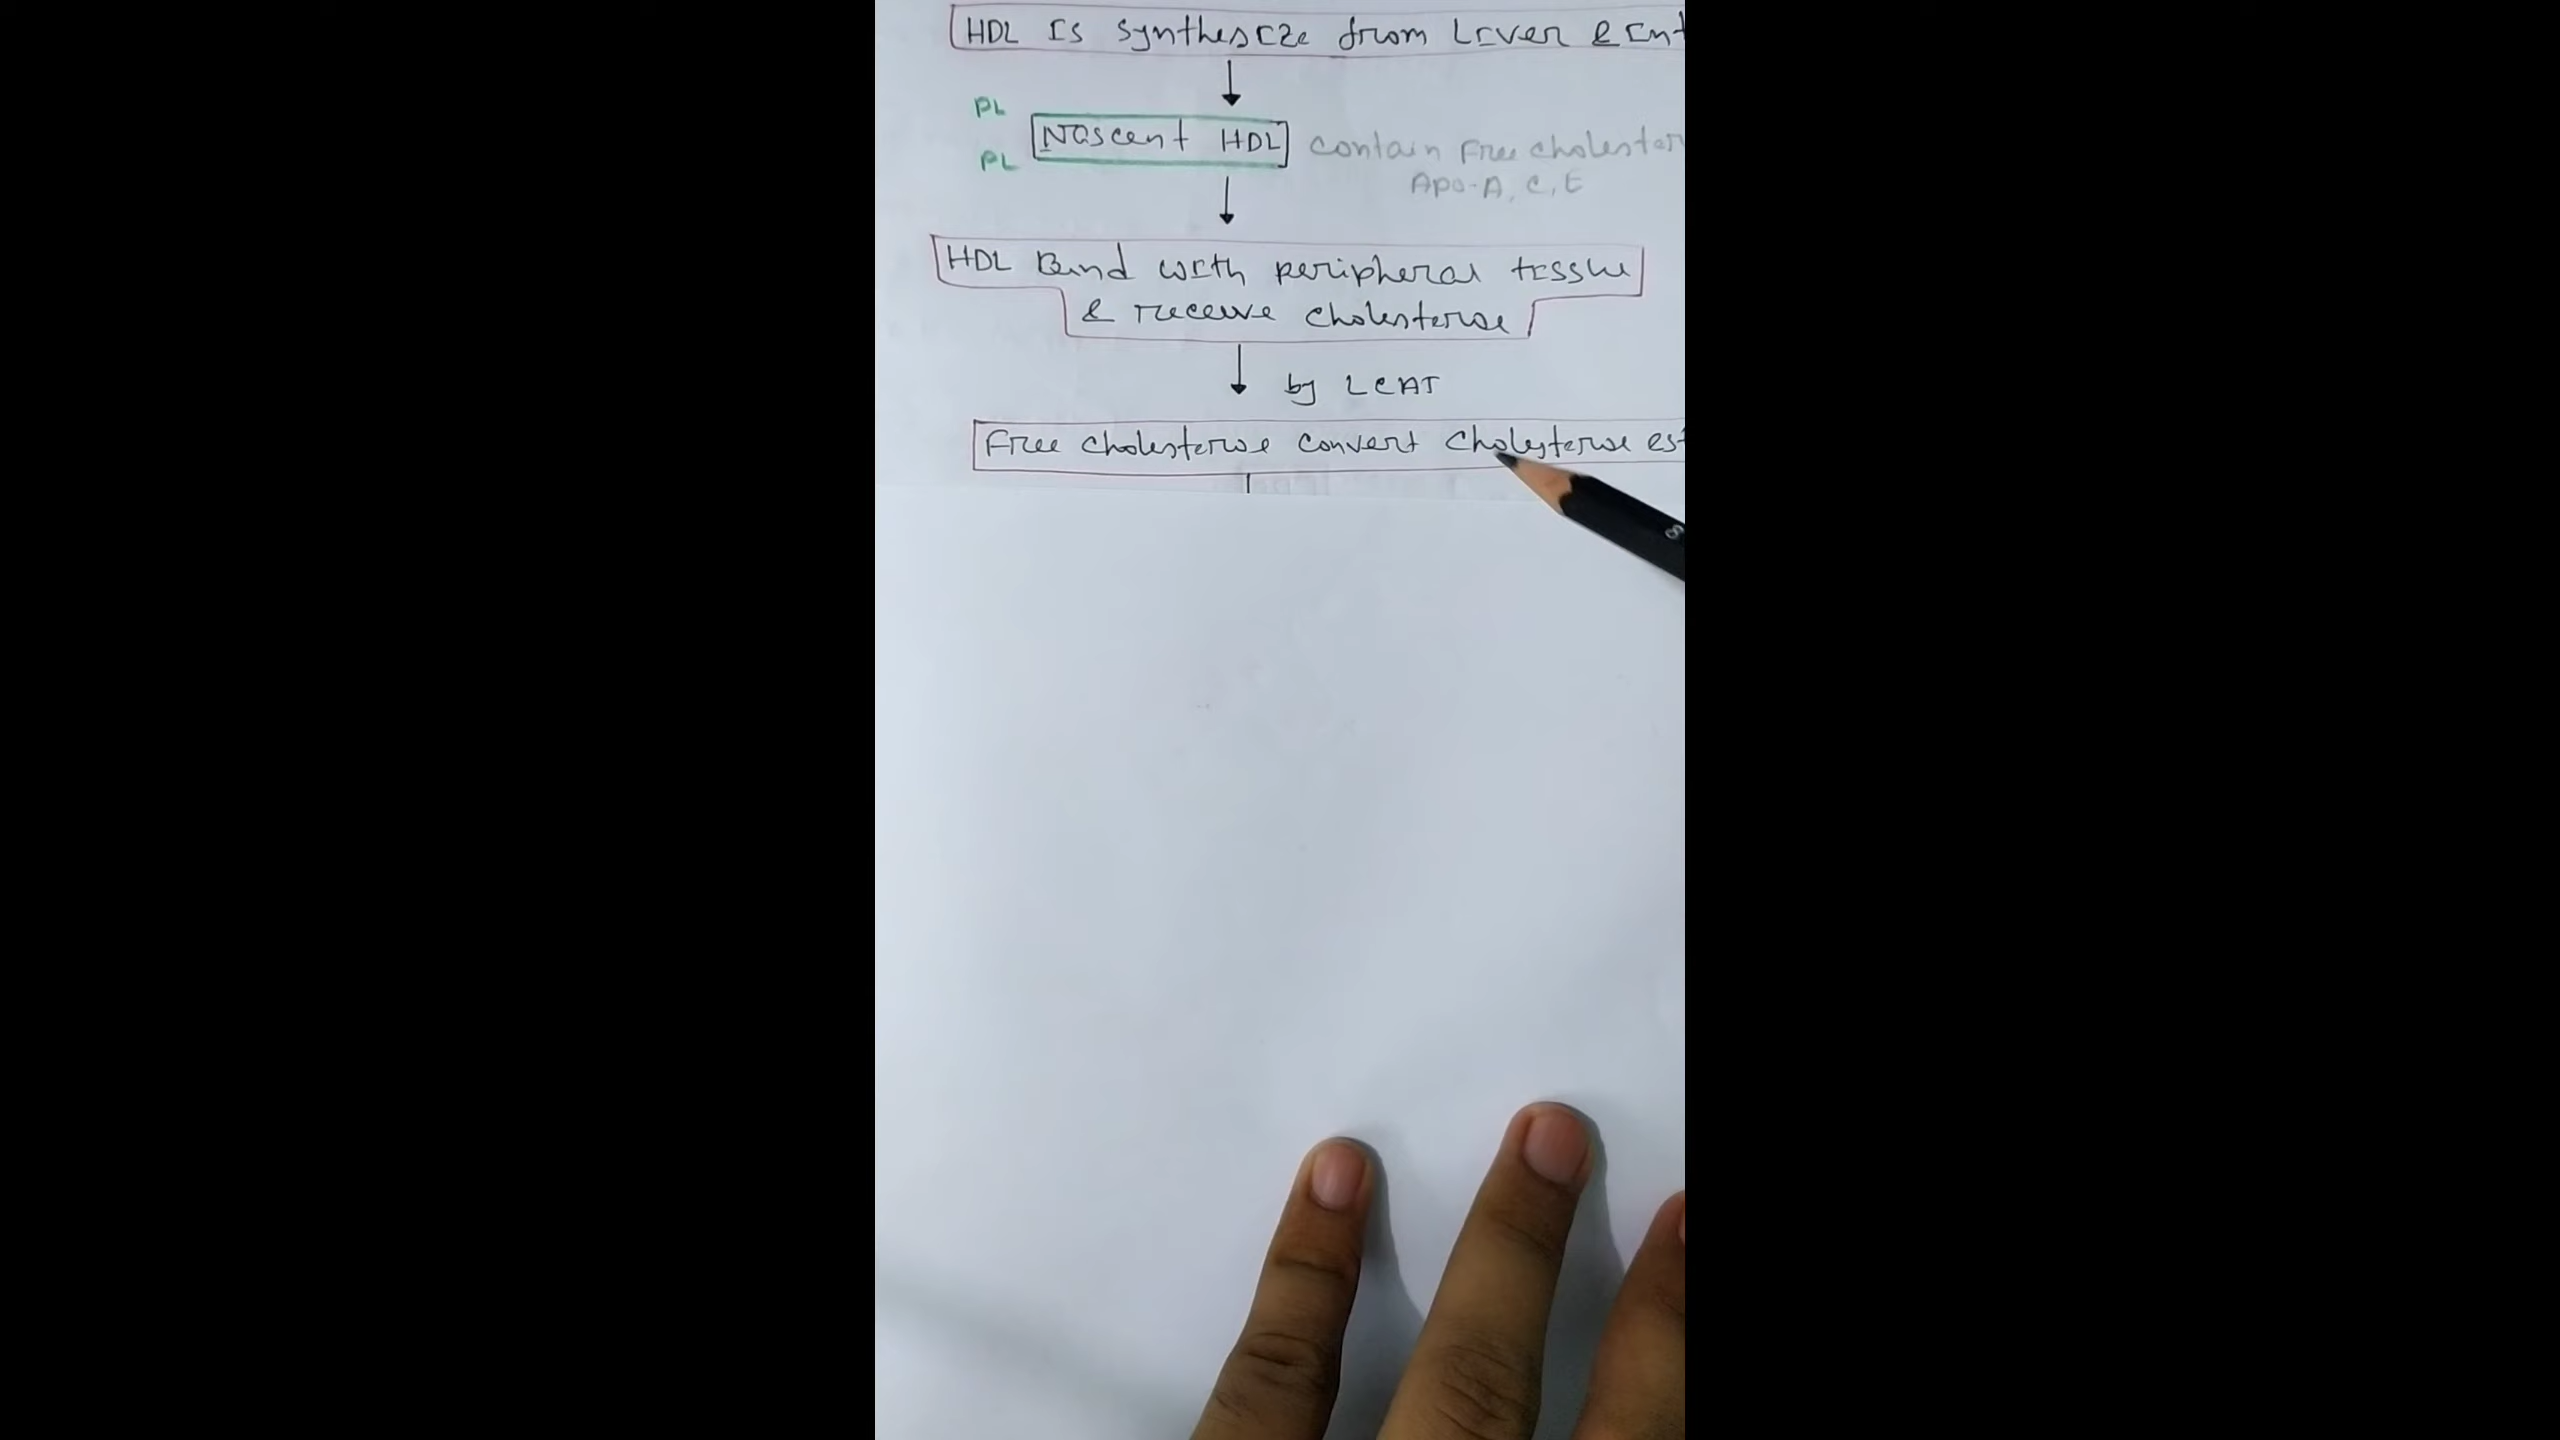 HDL Is synthesize from Liver & Int
PL
Nascent HDL contain Free cholester
PL
Apo-A, C, E
HDL Bind with peripheral tissue
& receive cholesterol
by LCAT
Free cholesterol convert cholysterol est